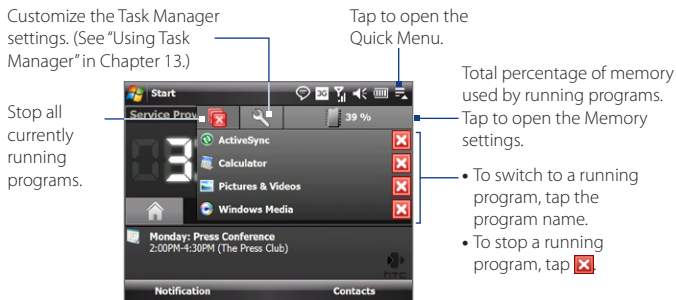 Customize the Task Manager
settings. (See “Using Task
Manager” in Chapter 13.)
Tap to open the
Quick Menu.
Stop all
currently
running
programs.
Total percentage of memory
used by running programs.
Tap to open the Memory
settings.
• To switch to a running
program, tap the
program name.
• To stop a running
program, tap
Start
3G
Service Prov
39 %
ActiveSync
Calculator
Pictures & Videos
Windows Media
3
Monday: Press Conference
2:00PM-4:30PM (The Press Club)
hTC
Notification
Contacts